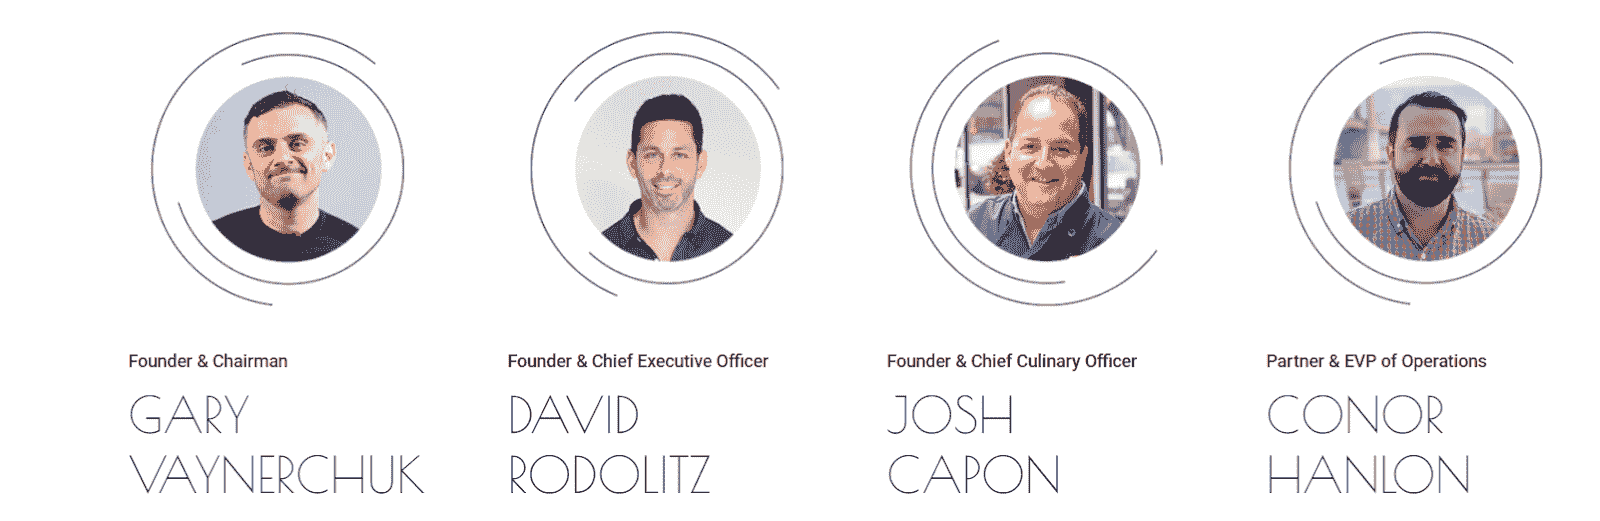 Founder & Chairman
GARY
VAYNERCHUK
Founder & Chief Executive Officer
DAVID
RODOLITZ
Founder & Chief Culinary Officer
JOSH
CAPON
Partner & EVP of Operations
CONOR
HANLON